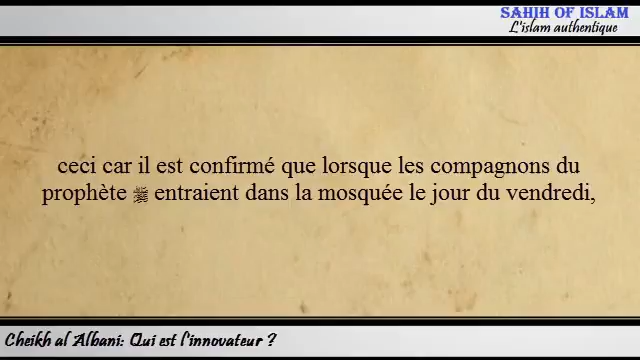 SAHIH OF ISLAM
L'islam authentique
ceci car il est confirmé que lorsque les compagnons du
prophète ﷺ entraient dans la mosquée le jour du vendredi,
Cheikh al Albani: Qui est l'innovateur ?